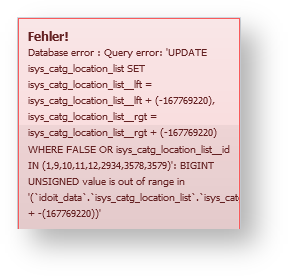 Fehler!
Database error : Query error: 'UPDATE
isys_catg_location_list SET
isys_catg_location_list__lft =
isys_catg_location_list__lft + (-167769220),
isys_catg_location_list__rgt =
isys_catg_location_list__rgt + (-167769220)
WHERE FALSE OR isys_catg_location_list__id
IN (1,9,10,11,12,2934,3578,3579)': BIGINT
UNSIGNED value is out of range in
'(`idoit_data`.`isys_catg_location_list`.`isys_catg
+ -(167769220))'